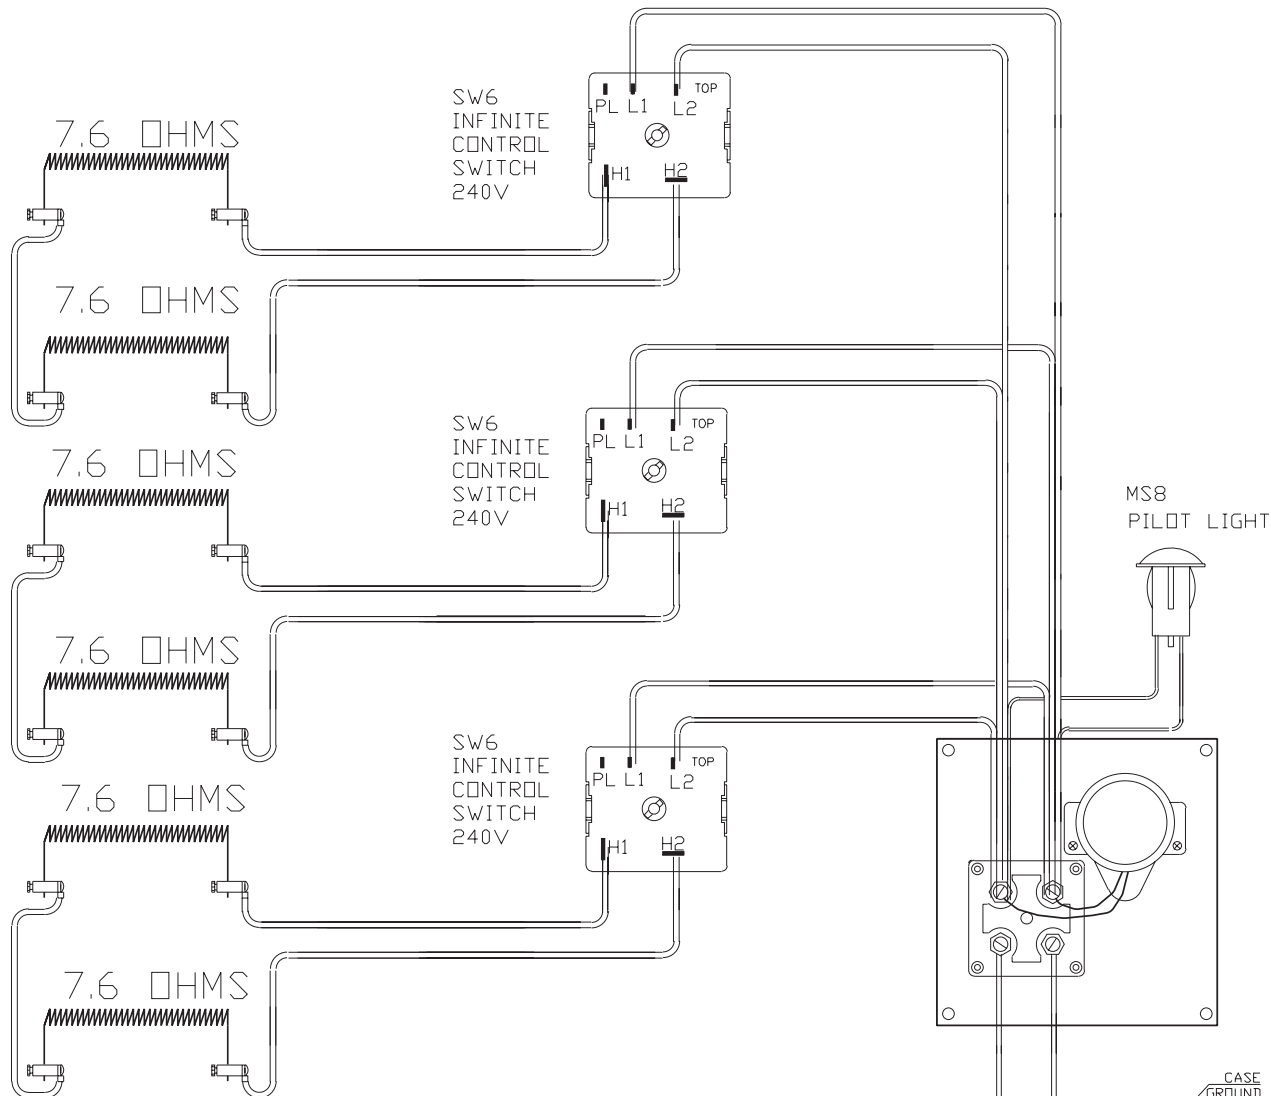 7.6 OHMS
SW6
INFINITE
CONTROL
SWITCH
240V
PL L1 L2 TOP
H1 H2
7.6 OHMS
7.6 OHMS
SW6
INFINITE
CONTROL
SWITCH
240V
PL L1 L2 TOP
H1 H2
MS8
PILOT LIGHT
7.6 OHMS
SW6
INFINITE
CONTROL
SWITCH
240V
PL L1 L2 TOP
H1 H2
7.6 OHMS
7.6 OHMS
CASE
GROUND